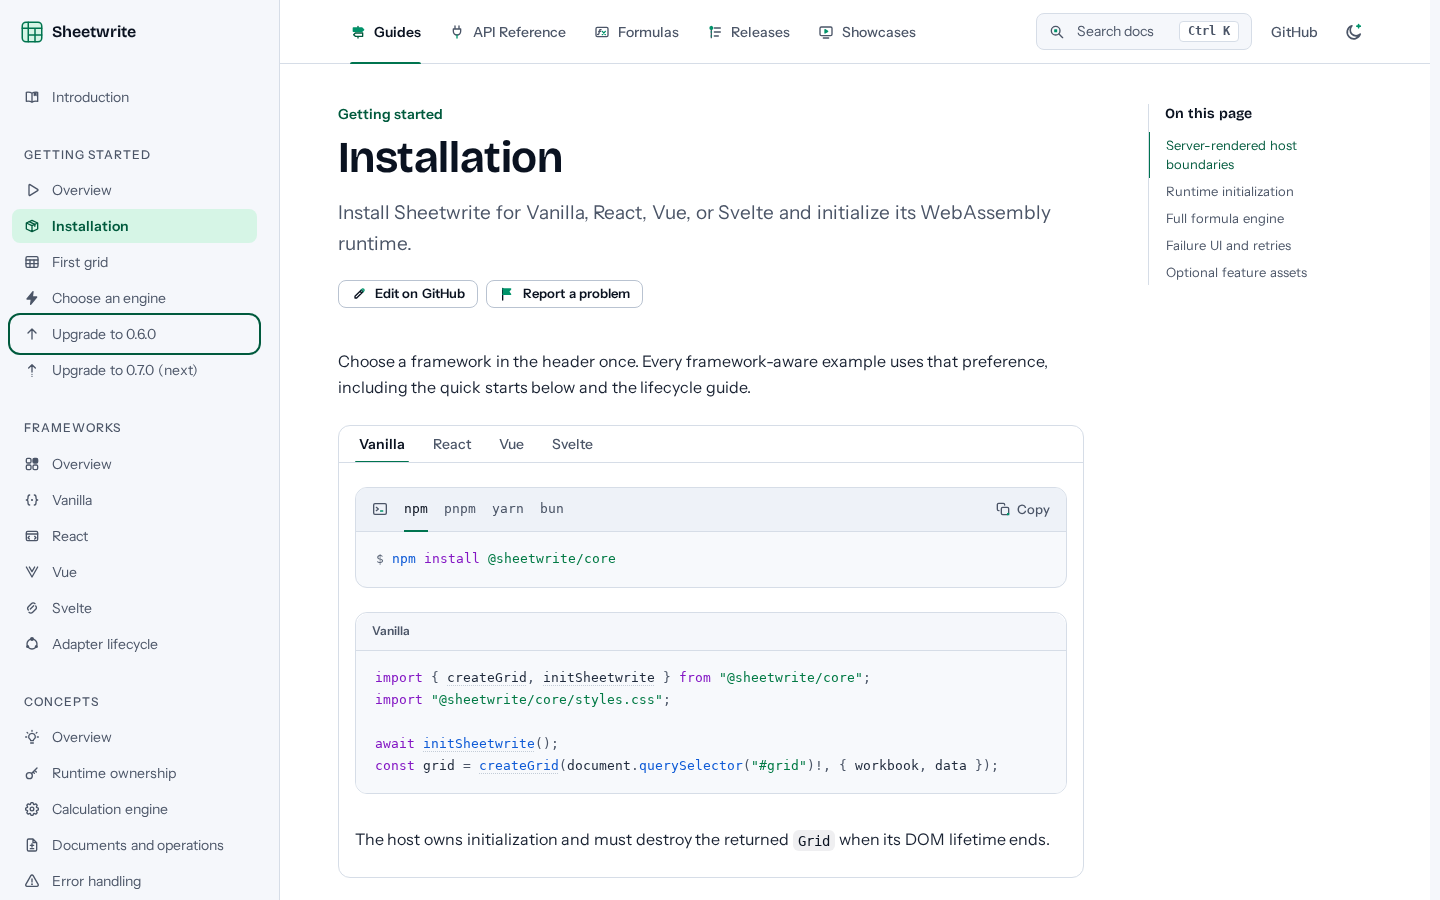 Sheetwrite
Guides
API Reference
Formulas
Releases
Showcases
Search docs
Ctrl K
GitHub
Introduction
GETTING STARTED
Overview
Installation
First grid
Choose an engine
Upgrade to 0.6.0
Upgrade to 0.7.0 (next)
FRAMEWORKS
Overview
Vanilla
React
Vue
Svelte
Adapter lifecycle
CONCEPTS
Overview
Runtime ownership
Calculation engine
Documents and operations
Error handling
Getting started
Installation
Install Sheetwrite for Vanilla, React, Vue, or Svelte and initialize its WebAssembly
runtime.
Edit on GitHub
Report a problem
Choose a framework in the header once. Every framework-aware example uses that preference,
including the quick starts below and the lifecycle guide.
Vanilla React Vue Svelte
npm pnpm yarn bun
Copy
$ npm install @sheetwrite/core
Vanilla
import { createGrid, initSheetwrite } from "@sheetwrite/core";
import "@sheetwrite/core/styles.css";
await initSheetwrite();
const grid = createGrid(document.querySelector("#grid")!, { workbook, data });
The host owns initialization and must destroy the returned Grid when its DOM lifetime ends.
On this page
Server-rendered host
boundaries
Runtime initialization
Full formula engine
Failure UI and retries
Optional feature assets